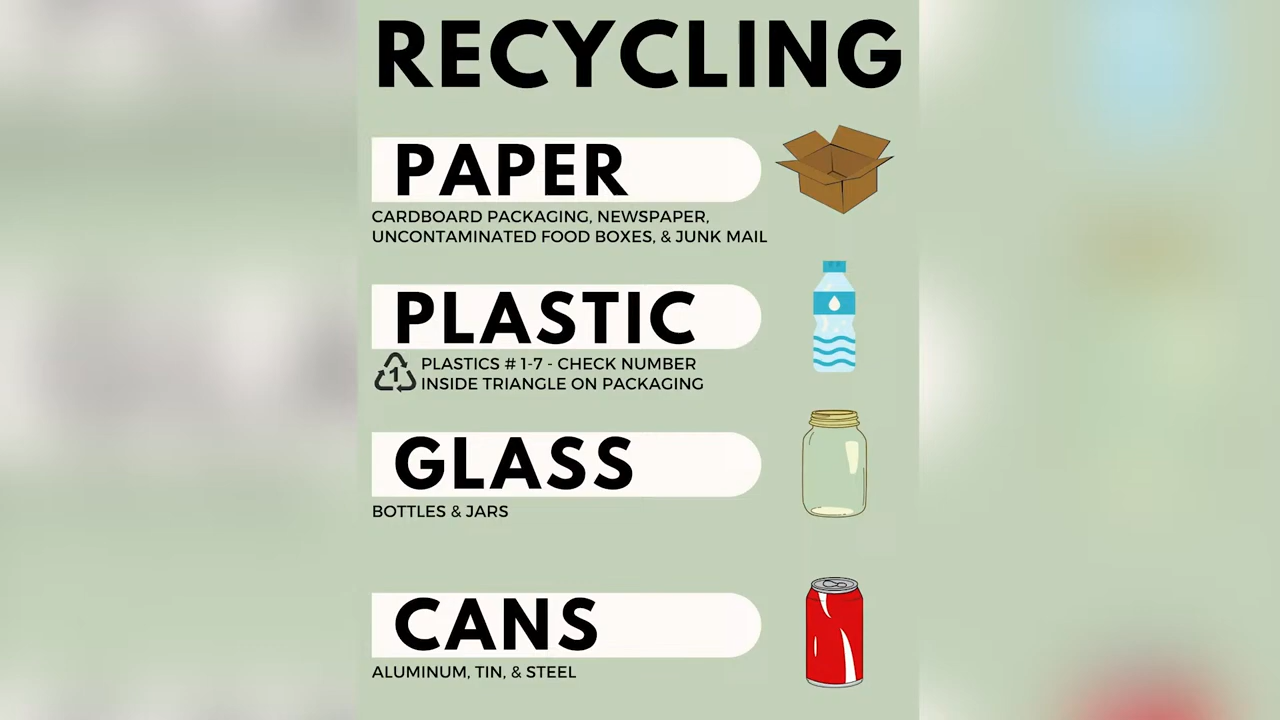 RECYCLING
PAPER
CARDBOARD PACKAGING, NEWSPAPER,
UNCONTAMINATED FOOD BOXES, & JUNK MAIL
PLASTIC
1
PLASTICS # 1-7 - CHECK NUMBER
INSIDE TRIANGLE ON PACKAGING
GLASS
BOTTLES & JARS
CANS
ALUMINUM, TIN, & STEEL